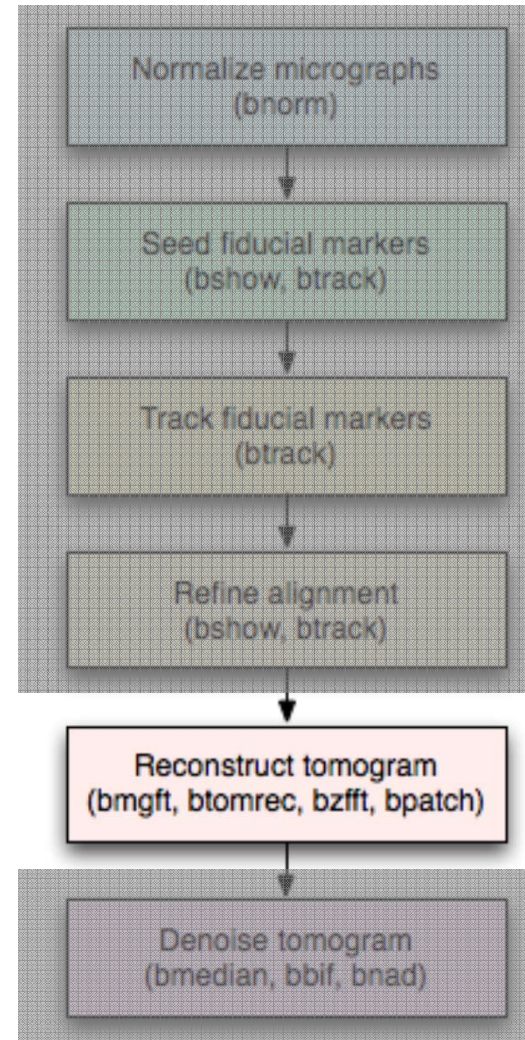 Normalize micrographs
(bnorm)
Seed fiducial markers
(bshow, btrack)
Track fiducial markers
(btrack)
Refine alignment
(bshow, btrack)
Reconstruct tomogram
(bmgft, btomrec, bzfft, bpatch)
Denoise tomogram
(bmedian, bbif, bnad)